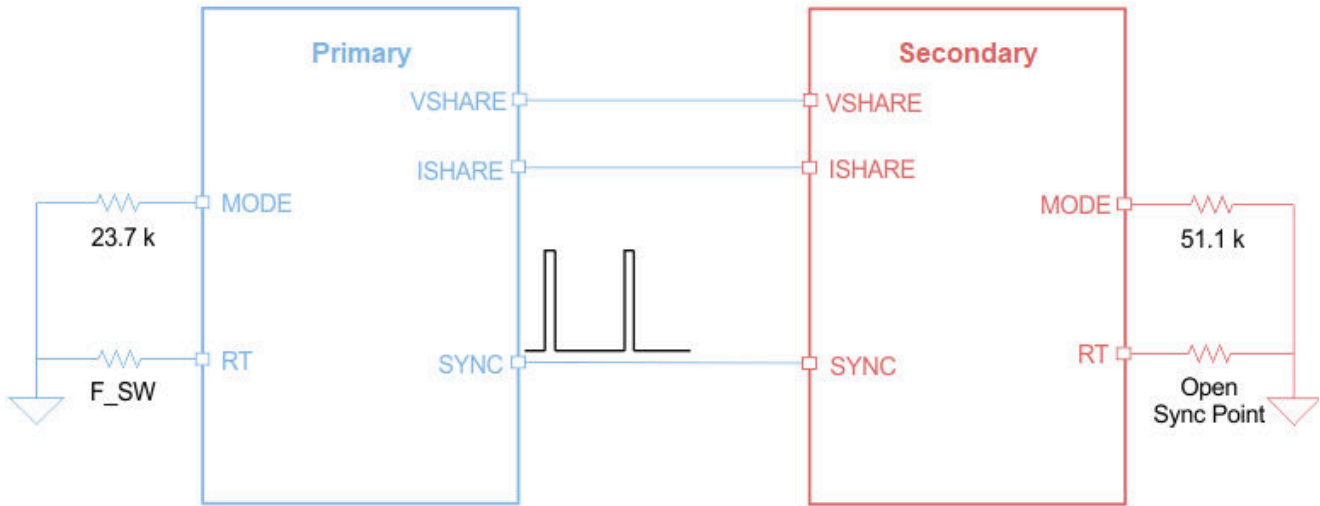 Primary
VSHARE
ISHARE
MODE
23.7 k
RT
F_SW
SYNC
Secondary
VSHARE
ISHARE
MODE
51.1 k
SYNC
RT
Open
Sync Point